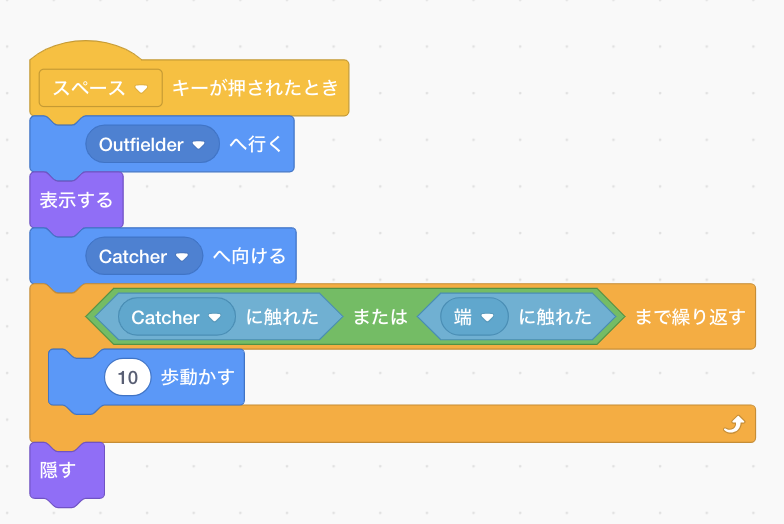 スペース キーが押されたとき
Outfielder へ行く
表示する
Catcher へ向ける
Catcher に触れた または 端 に触れた まで繰り返す
10 歩動かす
隠す